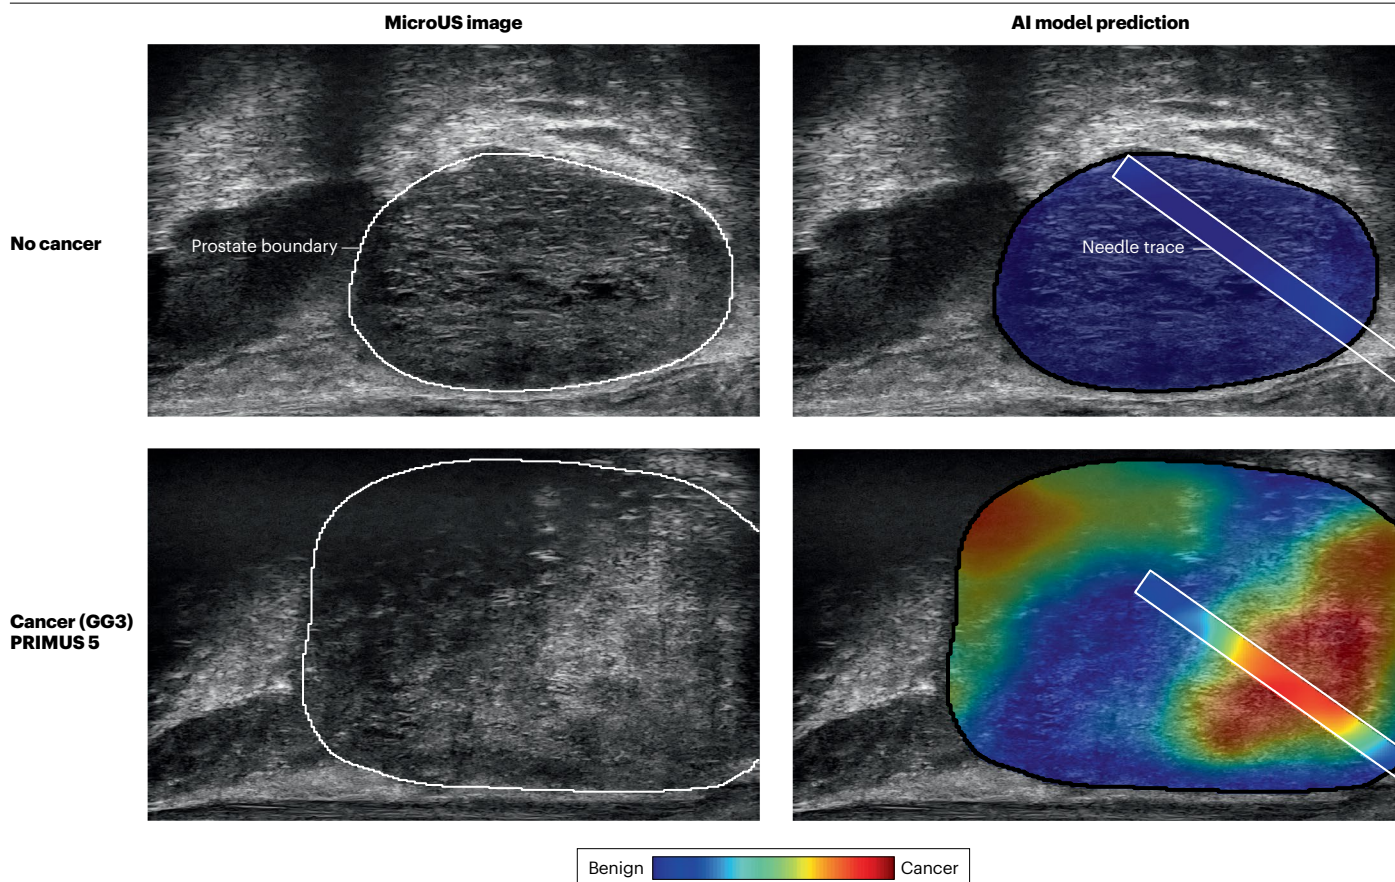 MicroUS image
AI model prediction
No cancer
Prostate boundary
Needle trace
Cancer (GG3)
PRIMUS 5
Benign
Cancer